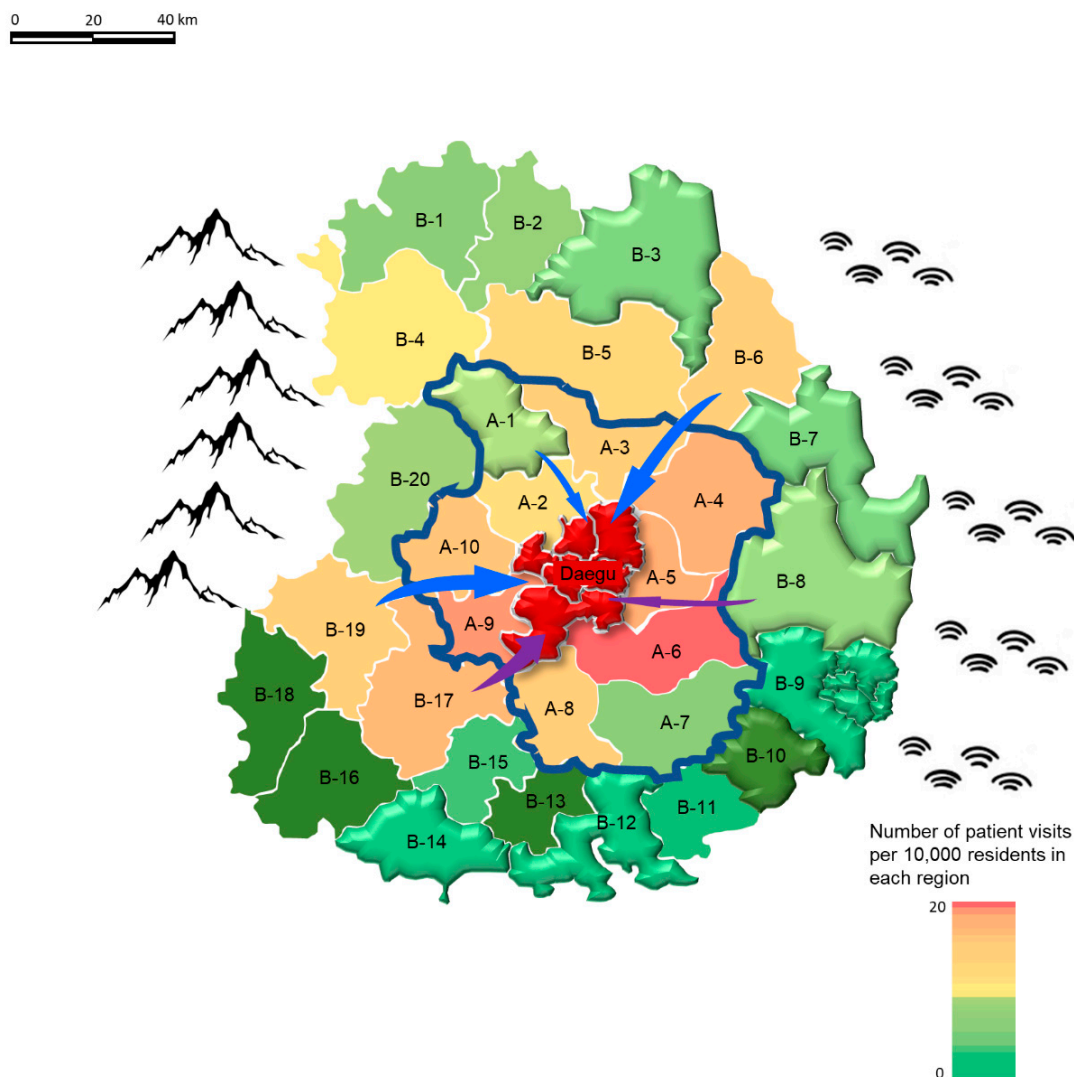 0 20 40 km
B-1
B-2
B-3
B-4
B-5
B-6
A-1
A-3
B-7
B-20
A-2
A-4
A-10
Daegu
A-5
B-8
B-19
A-9
A-6
B-18
B-17
A-8
A-7
B-9
B-16
B-15
B-10
B-13
B-12
B-11
B-14
Number of patient visits
per 10,000 residents in
each region
20
0